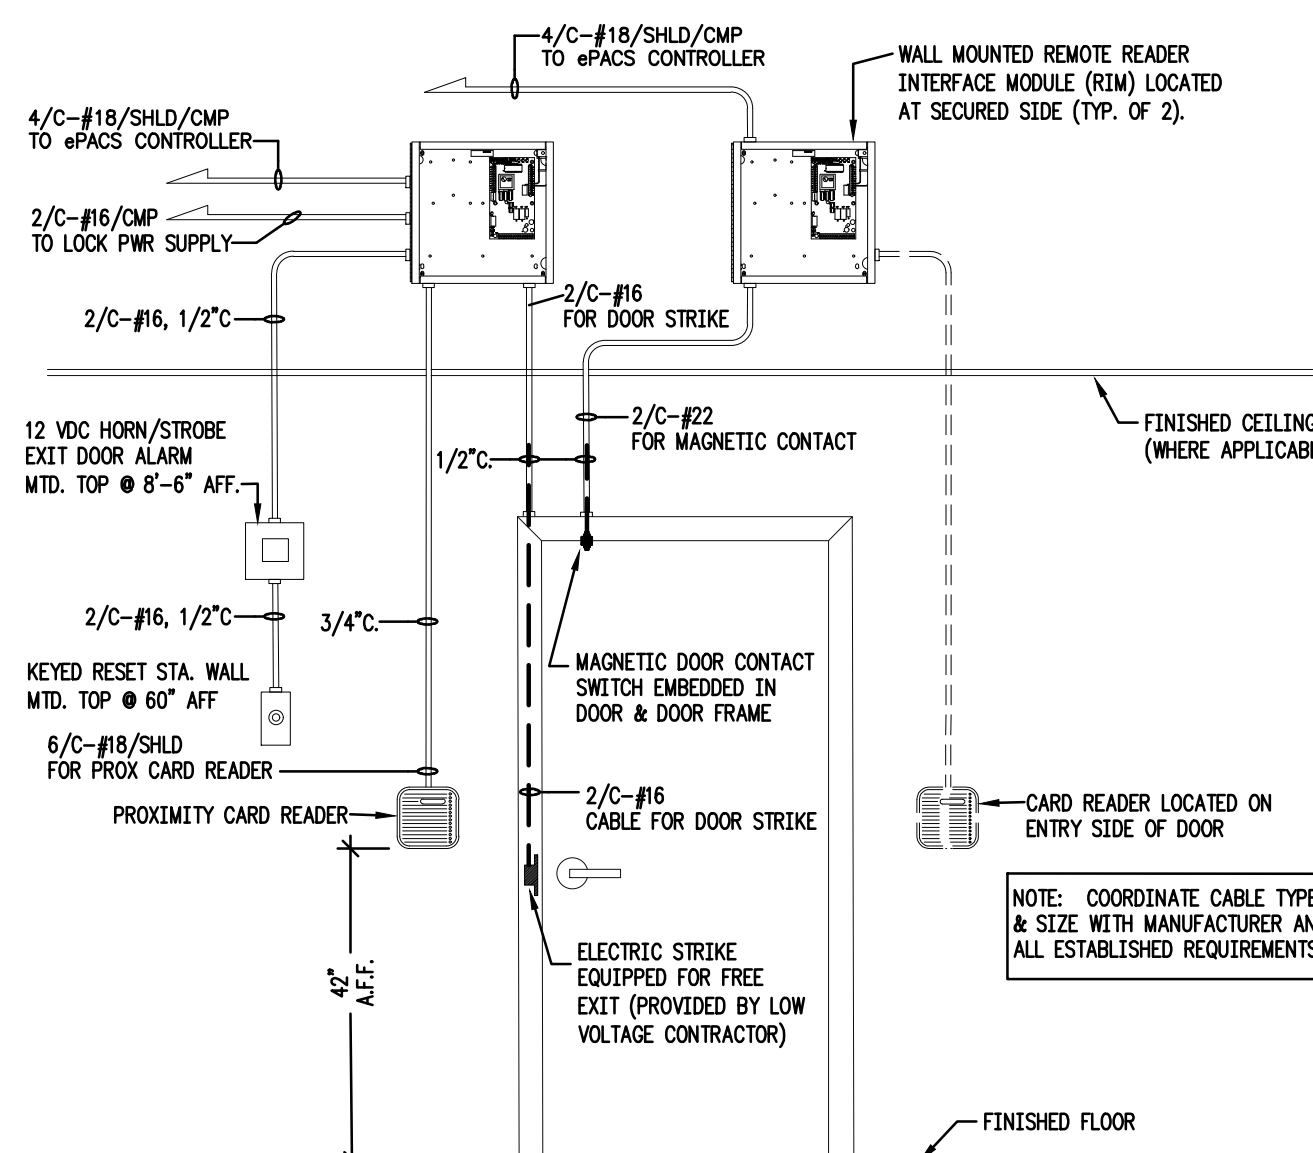 4/C-#18/SHLD/CMP
TO ePACS CONTROLLER
WALL MOUNTED REMOTE READER
INTERFACE MODULE (RIM) LOCATED
AT SECURED SIDE (TYP. OF 2).
4/C-#18/SHLD/CMP
TO ePACS CONTROLLER
2/C-#16/CMP
TO LOCK PWR SUPPLY
2/C-#16, 1/2"C
2/C-#16
FOR DOOR STRIKE
12 VDC HORN/STROBE
EXIT DOOR ALARM
MTD. TOP @ 8'-6" AFF.
2/C-#22
FOR MAGNETIC CONTACT
1/2"C.
FINISHED CEILING
(WHERE APPLICABL
2/C-#16, 1/2"C
3/4"C.
KEYED RESET STA. WALL
MTD. TOP @ 60" AFF
MAGNETIC DOOR CONTACT
SWITCH EMBEDDED IN
DOOR & DOOR FRAME
6/C-#18/SHLD
FOR PROX CARD READER
PROXIMITY CARD READER
2/C-#16
CABLE FOR DOOR STRIKE
CARD READER LOCATED ON
ENTRY SIDE OF DOOR
NOTE: COORDINATE CABLE TYPE
& SIZE WITH MANUFACTURER AN
ALL ESTABLISHED REQUIREMENTS
42"
A.F.F.
ELECTRIC STRIKE
EQUIPPED FOR FREE
EXIT (PROVIDED BY LOW
VOLTAGE CONTRACTOR)
FINISHED FLOOR